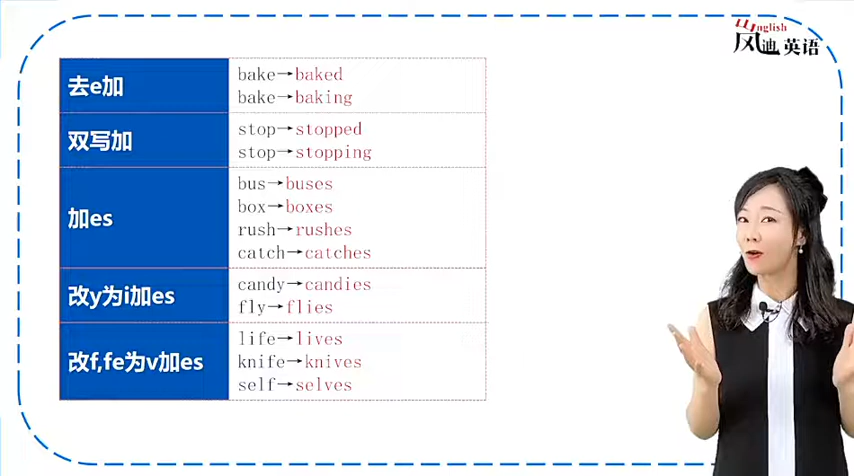 English
风迪英语
去e加
bake→baked
bake→baking
双写加
stop→stopped
stop→stopping
加es
bus→buses
box→boxes
rush→rushes
catch→catches
改y为i加es
candy→candies
fly→flies
改f,fe为v加es
life→lives
knife→knives
self→selves